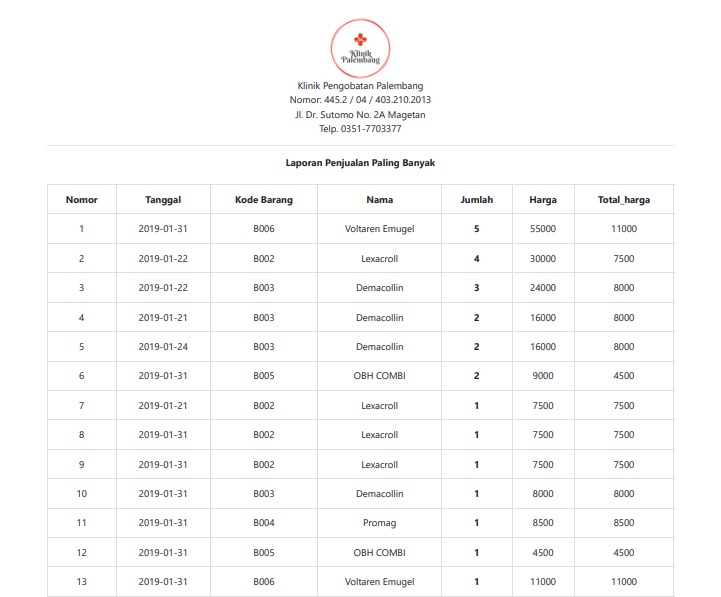 Klinik
Palembang
Klinik Pengobatan Palembang
Nomor: 445.2 / 04 / 403.210.2013
Jl. Dr. Sutomo No. 2A Magetan
Telp. 0351-7703377
Laporan Penjualan Paling Banyak
Nomor Tanggal Kode Barang Nama Jumlah Harga Total_harga
1 2019-01-31 B006 Voltaren Emugel 5 55000 11000
2 2019-01-22 B002 Lexacroll 4 30000 7500
3 2019-01-22 B003 Demacollin 3 24000 8000
4 2019-01-21 B003 Demacollin 2 16000 8000
5 2019-01-24 B003 Demacollin 2 16000 8000
6 2019-01-31 B005 OBH COMBI 2 9000 4500
7 2019-01-21 B002 Lexacroll 1 7500 7500
8 2019-01-31 B002 Lexacroll 1 7500 7500
9 2019-01-31 B002 Lexacroll 1 7500 7500
10 2019-01-31 B003 Demacollin 1 8000 8000
11 2019-01-31 B004 Promag 1 8500 8500
12 2019-01-31 B005 OBH COMBI 1 4500 4500
13 2019-01-31 B006 Voltaren Emugel 1 11000 11000